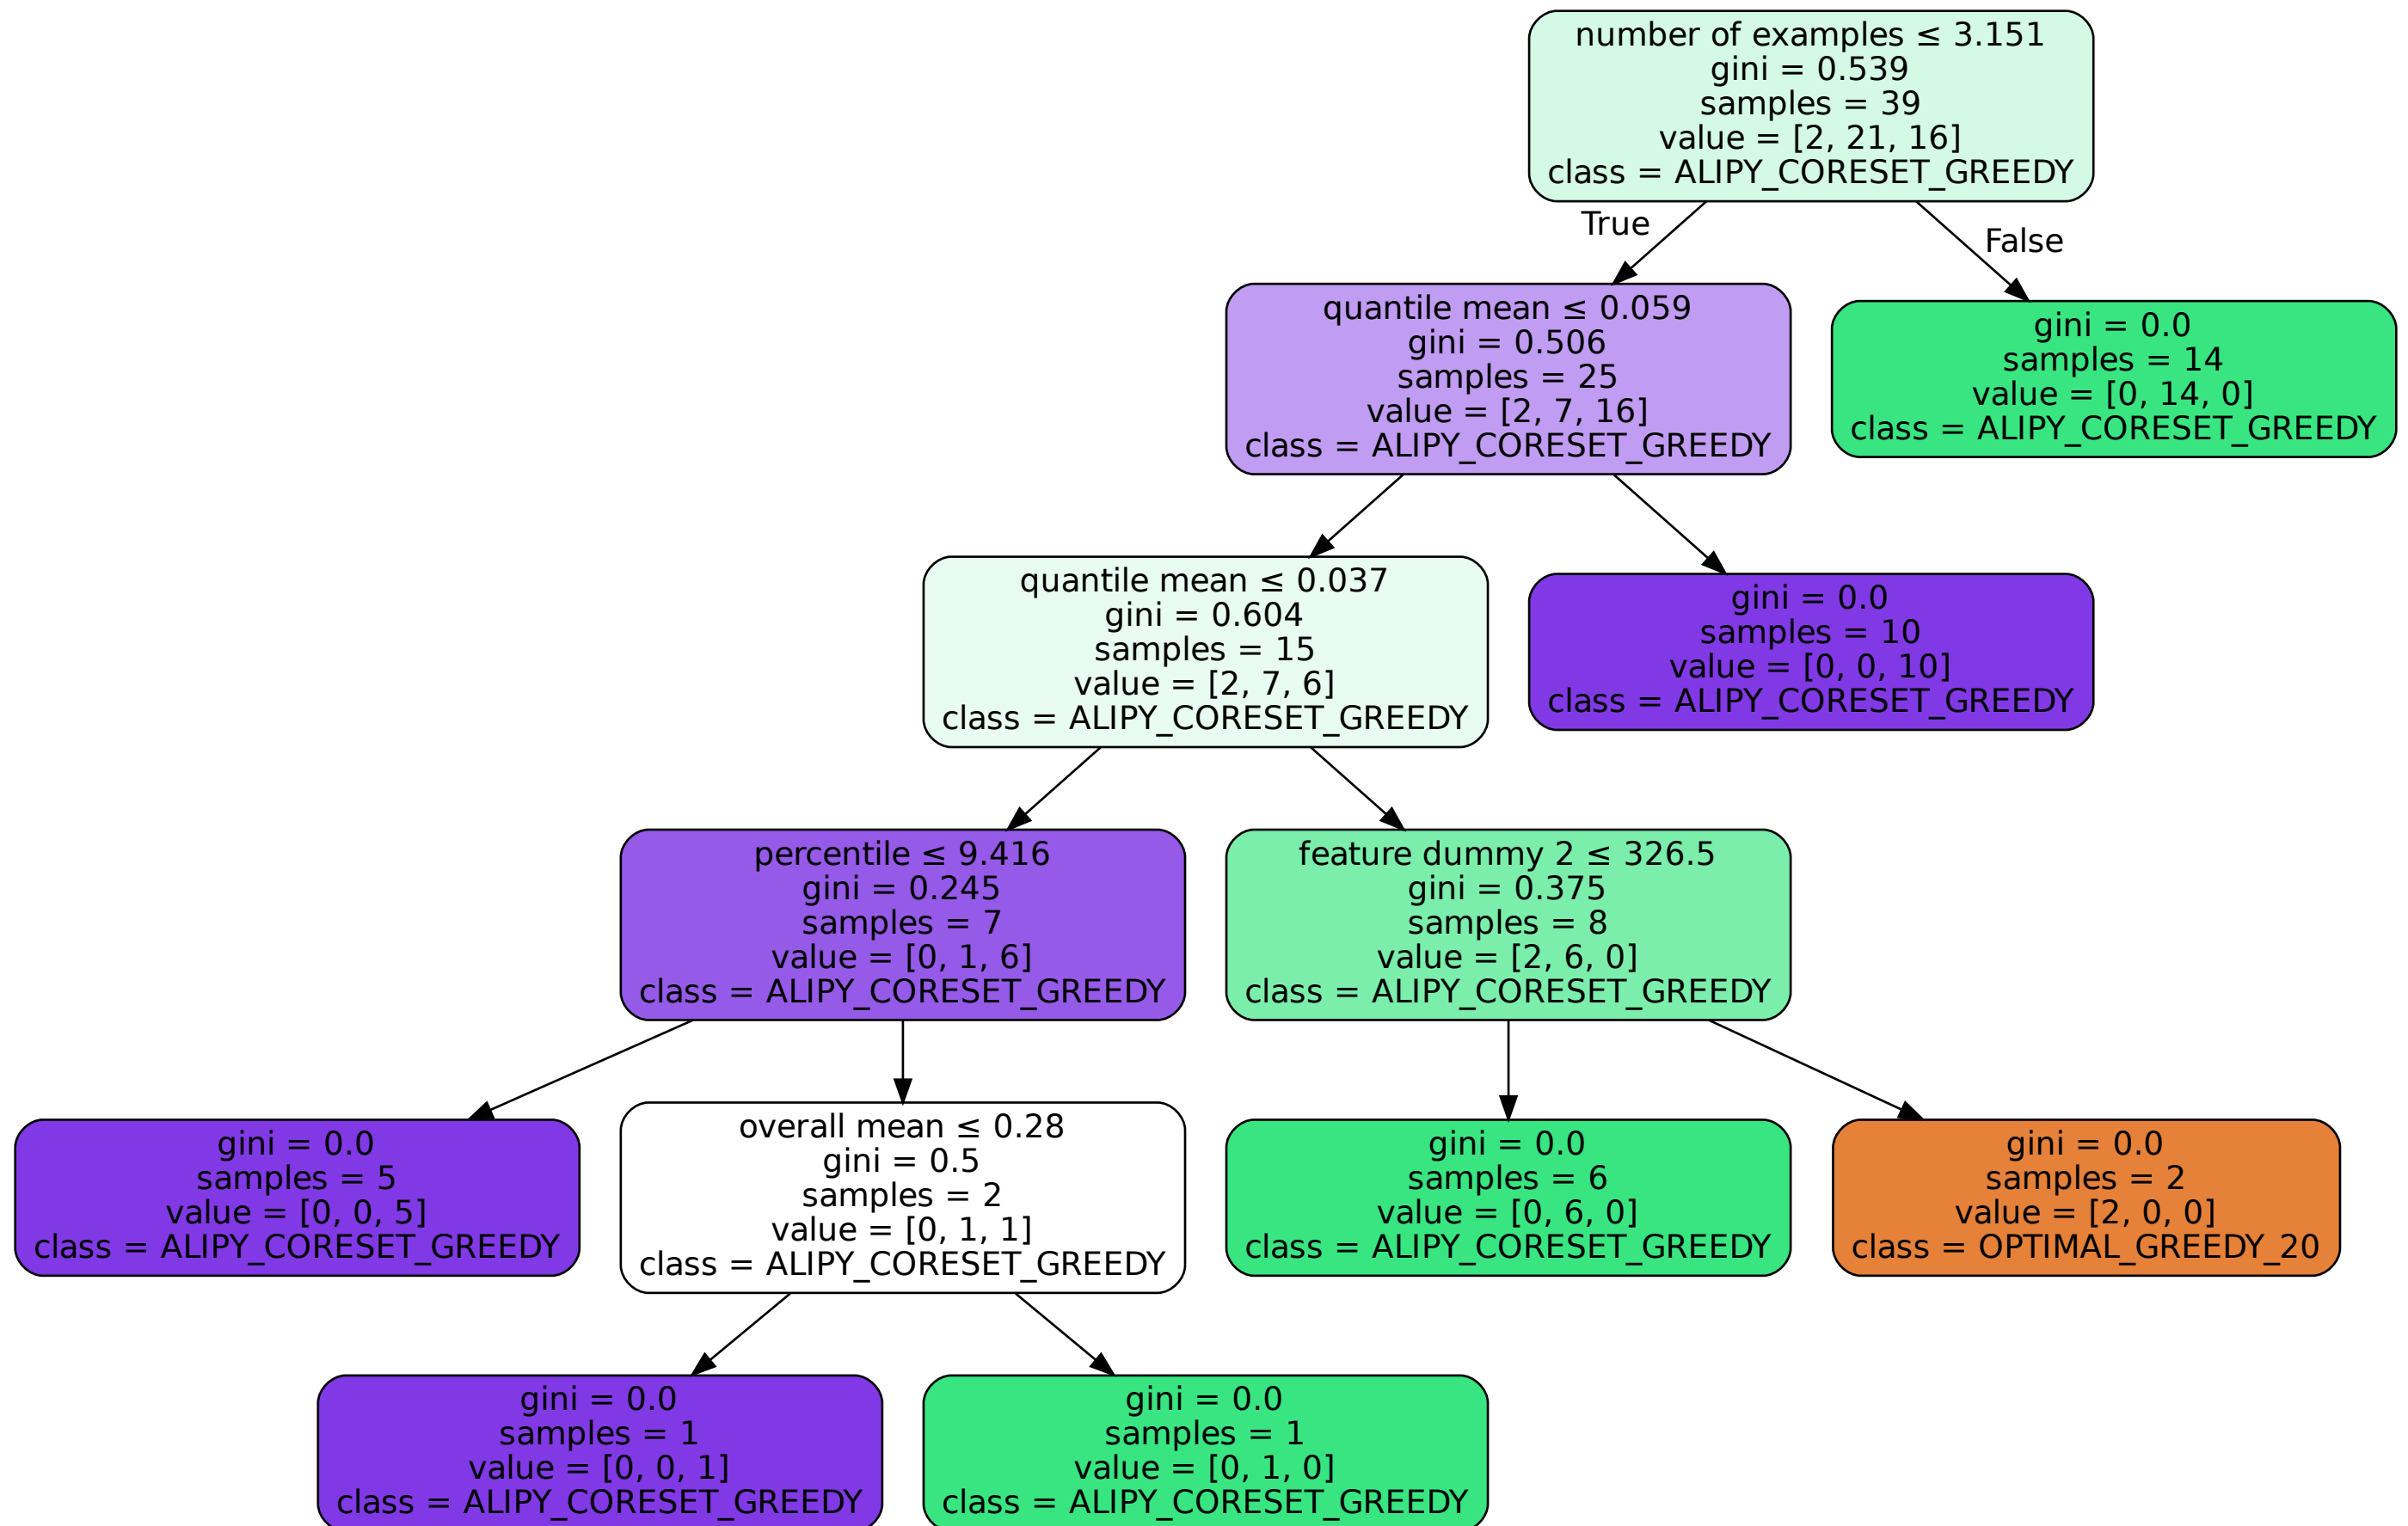 number of examples ≤ 3.151
gini = 0.539
samples = 39
value = [2, 21, 16]
class = ALIPY_CORESET_GREEDY
True
False
quantile mean ≤ 0.059
gini = 0.506
samples = 25
value = [2, 7, 16]
class = ALIPY_CORESET_GREEDY
gini = 0.0
samples = 14
value = [0, 14, 0]
class = ALIPY_CORESET_GREEDY
quantile mean ≤ 0.037
gini = 0.604
samples = 15
value = [2, 7, 6]
class = ALIPY_CORESET_GREEDY
gini = 0.0
samples = 10
value = [0, 0, 10]
class = ALIPY_CORESET_GREEDY
percentile ≤ 9.416
gini = 0.245
samples = 7
value = [0, 1, 6]
class = ALIPY_CORESET_GREEDY
feature dummy 2 ≤ 326.5
gini = 0.375
samples = 8
value = [2, 6, 0]
class = ALIPY_CORESET_GREEDY
gini = 0.0
samples = 5
value = [0, 0, 5]
class = ALIPY_CORESET_GREEDY
overall mean ≤ 0.28
gini = 0.5
samples = 2
value = [0, 1, 1]
class = ALIPY_CORESET_GREEDY
gini = 0.0
samples = 6
value = [0, 6, 0]
class = ALIPY_CORESET_GREEDY
gini = 0.0
samples = 2
value = [2, 0, 0]
class = OPTIMAL_GREEDY_20
gini = 0.0
samples = 1
value = [0, 0, 1]
class = ALIPY_CORESET_GREEDY
gini = 0.0
samples = 1
value = [0, 1, 0]
class = ALIPY_CORESET_GREEDY